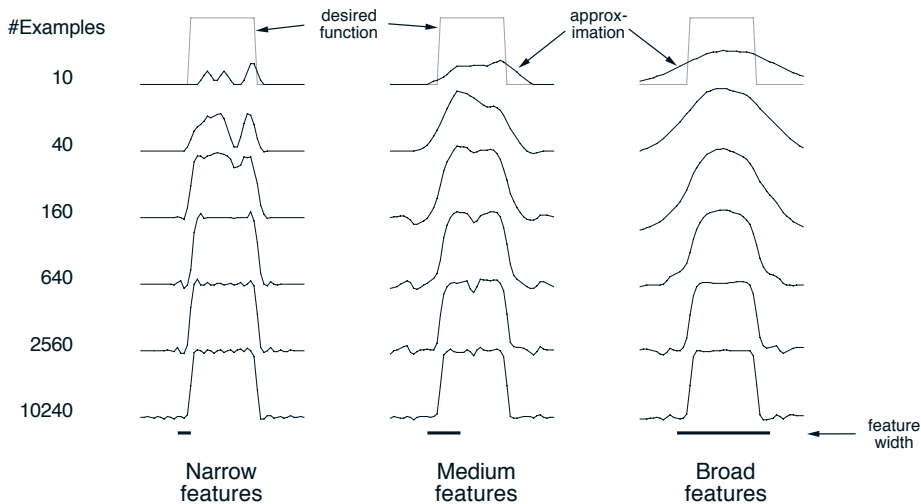 #Examples
desired
function
approx-
imation
10
40
160
640
2560
10240
feature
width
Narrow
features
Medium
features
Broad
features